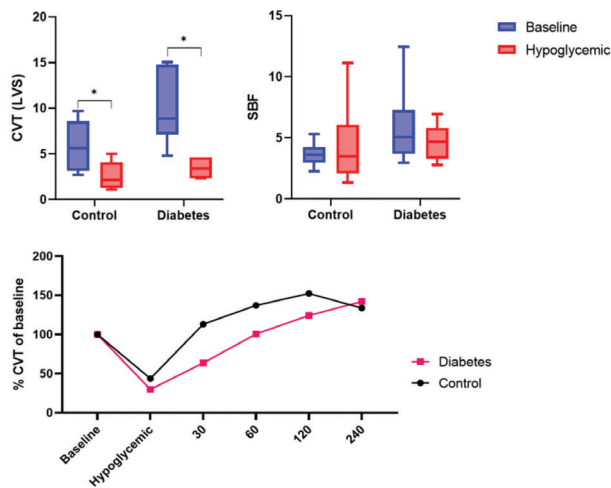 CVT (LVS)
20
15
10
5
0
*
*
Control
Diabetes
SBF
15
10
5
0
Control
Diabetes
Baseline
Hypoglycemic
% CVT of baseline
200
150
100
50
0
Baseline
Hypoglycemic
30
60
120
240
Diabetes
Control